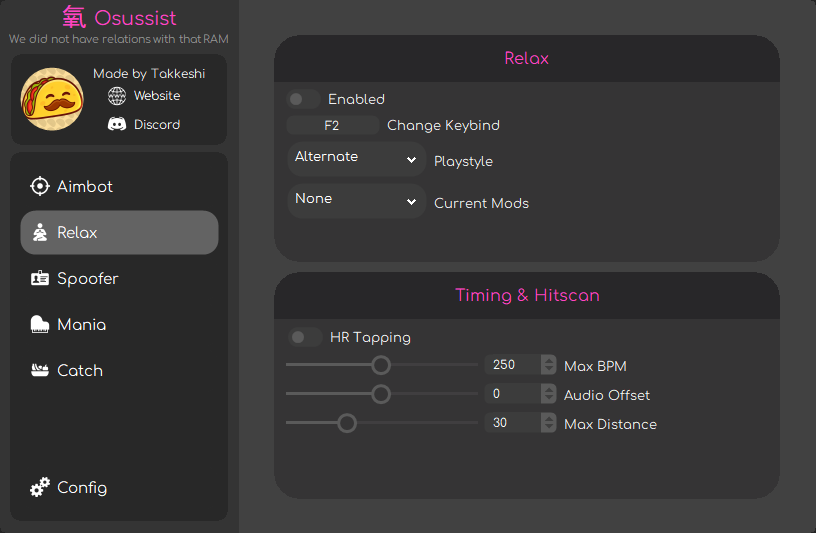 氧 Osussist
We did not have relations with that RAM
Made by Takkeshi
Website
Discord
Aimbot
Relax
Spoofer
Mania
Catch
Config
Relax
Enabled
F2 Change Keybind
Alternate Playstyle
None Current Mods
Timing & Hitscan
HR Tapping
250 Max BPM
0 Audio Offset
30 Max Distance